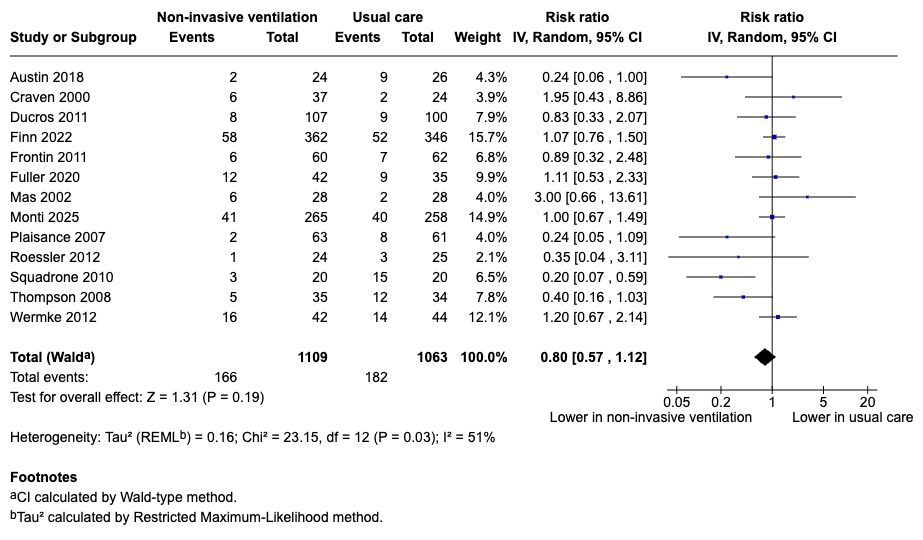 Non-invasive ventilation Usual care Risk ratio Risk ratio
Study or Subgroup Events Total Events Total Weight IV, Random, 95% CI IV, Random, 95% CI
Austin 2018 2 24 9 26 4.3% 0.24 [0.06 , 1.00]
Craven 2000 6 37 2 24 3.9% 1.95 [0.43 , 8.86]
Ducros 2011 8 107 9 100 7.9% 0.83 [0.33 , 2.07]
Finn 2022 58 362 52 346 15.7% 1.07 [0.76 , 1.50]
Frontin 2011 6 60 7 62 6.8% 0.89 [0.32 , 2.48]
Fuller 2020 12 42 9 35 9.9% 1.11 [0.53 , 2.33]
Mas 2002 6 28 2 28 4.0% 3.00 [0.66 , 13.61]
Monti 2025 41 265 40 258 14.9% 1.00 [0.67 , 1.49]
Plaisance 2007 2 63 8 61 4.0% 0.24 [0.05 , 1.09]
Roessler 2012 1 24 3 25 2.1% 0.35 [0.04 , 3.11]
Squadrone 2010 3 20 15 20 6.5% 0.20 [0.07 , 0.59]
Thompson 2008 5 35 12 34 7.8% 0.40 [0.16 , 1.03]
Wermke 2012 16 42 14 44 12.1% 1.20 [0.67 , 2.14]
Total (Waldᵃ) 1109 1063 100.0% 0.80 [0.57 , 1.12]
Total events: 166 182
Test for overall effect: Z = 1.31 (P = 0.19)
0.05 0.2 1 5 20
Lower in non-invasive ventilation Lower in usual care
Heterogeneity: Tau² (REMLᵇ) = 0.16; Chi² = 23.15, df = 12 (P = 0.03); I² = 51%
Footnotes
ᵃCI calculated by Wald-type method.
ᵇTau² calculated by Restricted Maximum-Likelihood method.